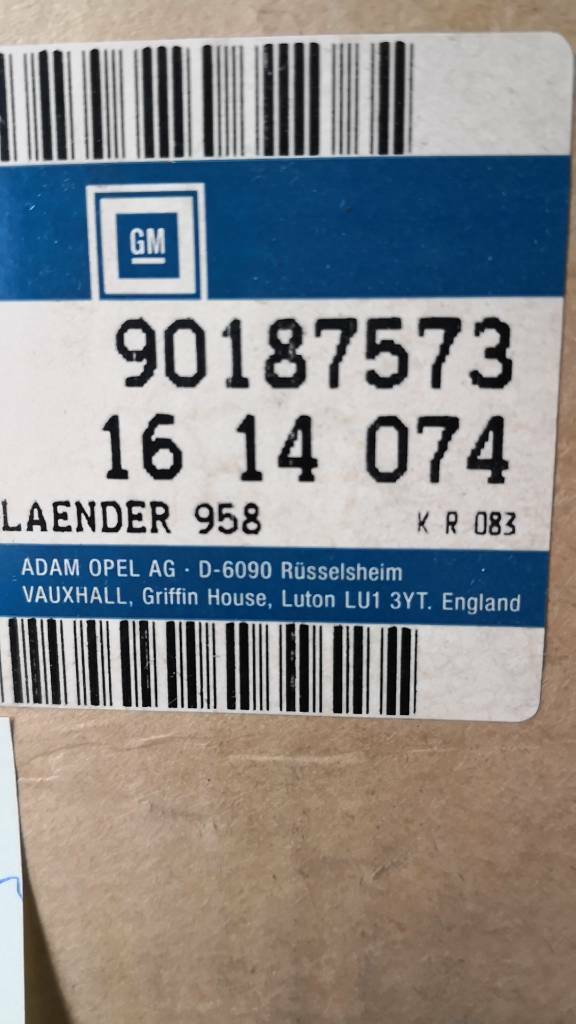 GM
90187573
16 14 074
LAENDER 958 K R 083
ADAM OPEL AG · D-6090 Rüsselsheim
VAUXHALL, Griffin House, Luton LU1 3YT. England